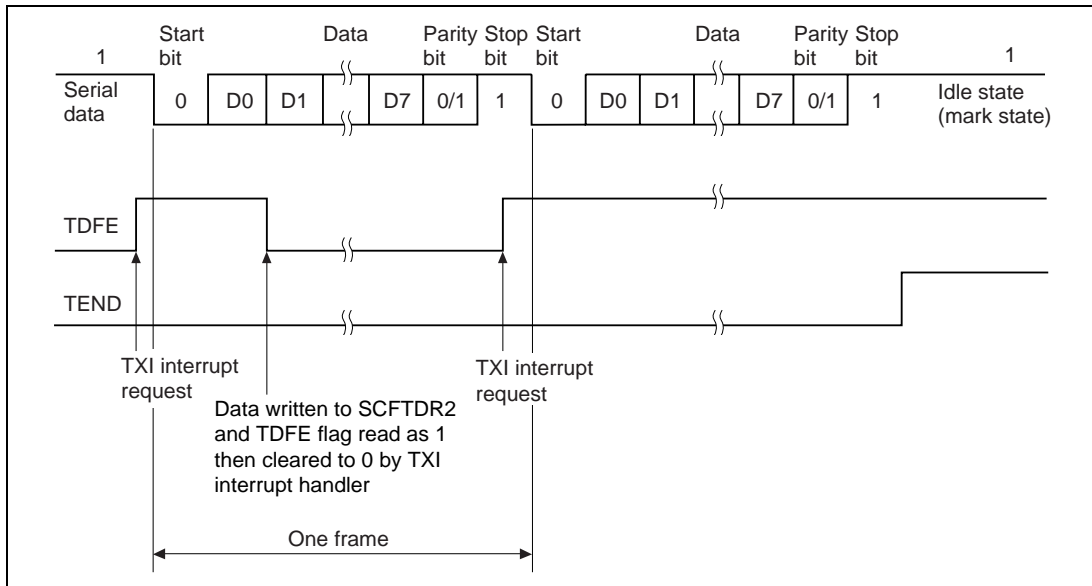 Start Data Parity Stop Start Data Parity Stop
1 bit bit bit bit bit bit 1
Serial data 0 D0 D1 D7 0/1 1 0 D0 D1 D7 0/1 1 Idle state
(mark state)
TDFE
TEND
TXI interrupt
request
TXI interrupt
request
Data written to SCFTDR2
and TDFE flag read as 1
then cleared to 0 by TXI
interrupt handler
One frame